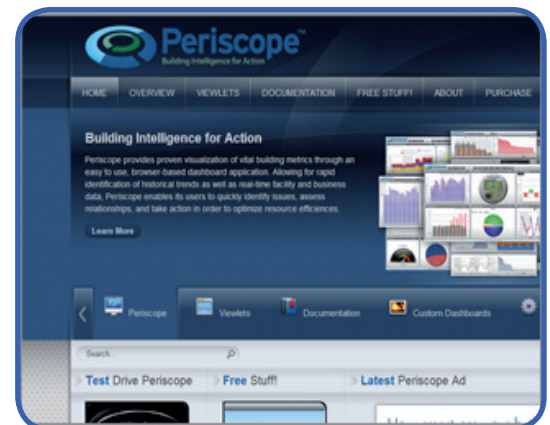 Periscope™
Building Intelligence for Action
HOME OVERVIEW VIEWLETS DOCUMENTATION FREE STUFF! ABOUT PURCHASE
Building Intelligence for Action
Periscope provides proven visualization of vital building metrics through an
easy to use, browser-based dashboard application. Allowing for rapid
identification of historical trends as well as real-time facility and business
data, Periscope enables its users to quickly identify issues, assess
relationships, and take action in order to optimize resource efficiences.
Learn More
Periscope Viewlets Documentation Custom Dashboards
Search...
Test Drive Periscope Free Stuff! Latest Periscope Ad